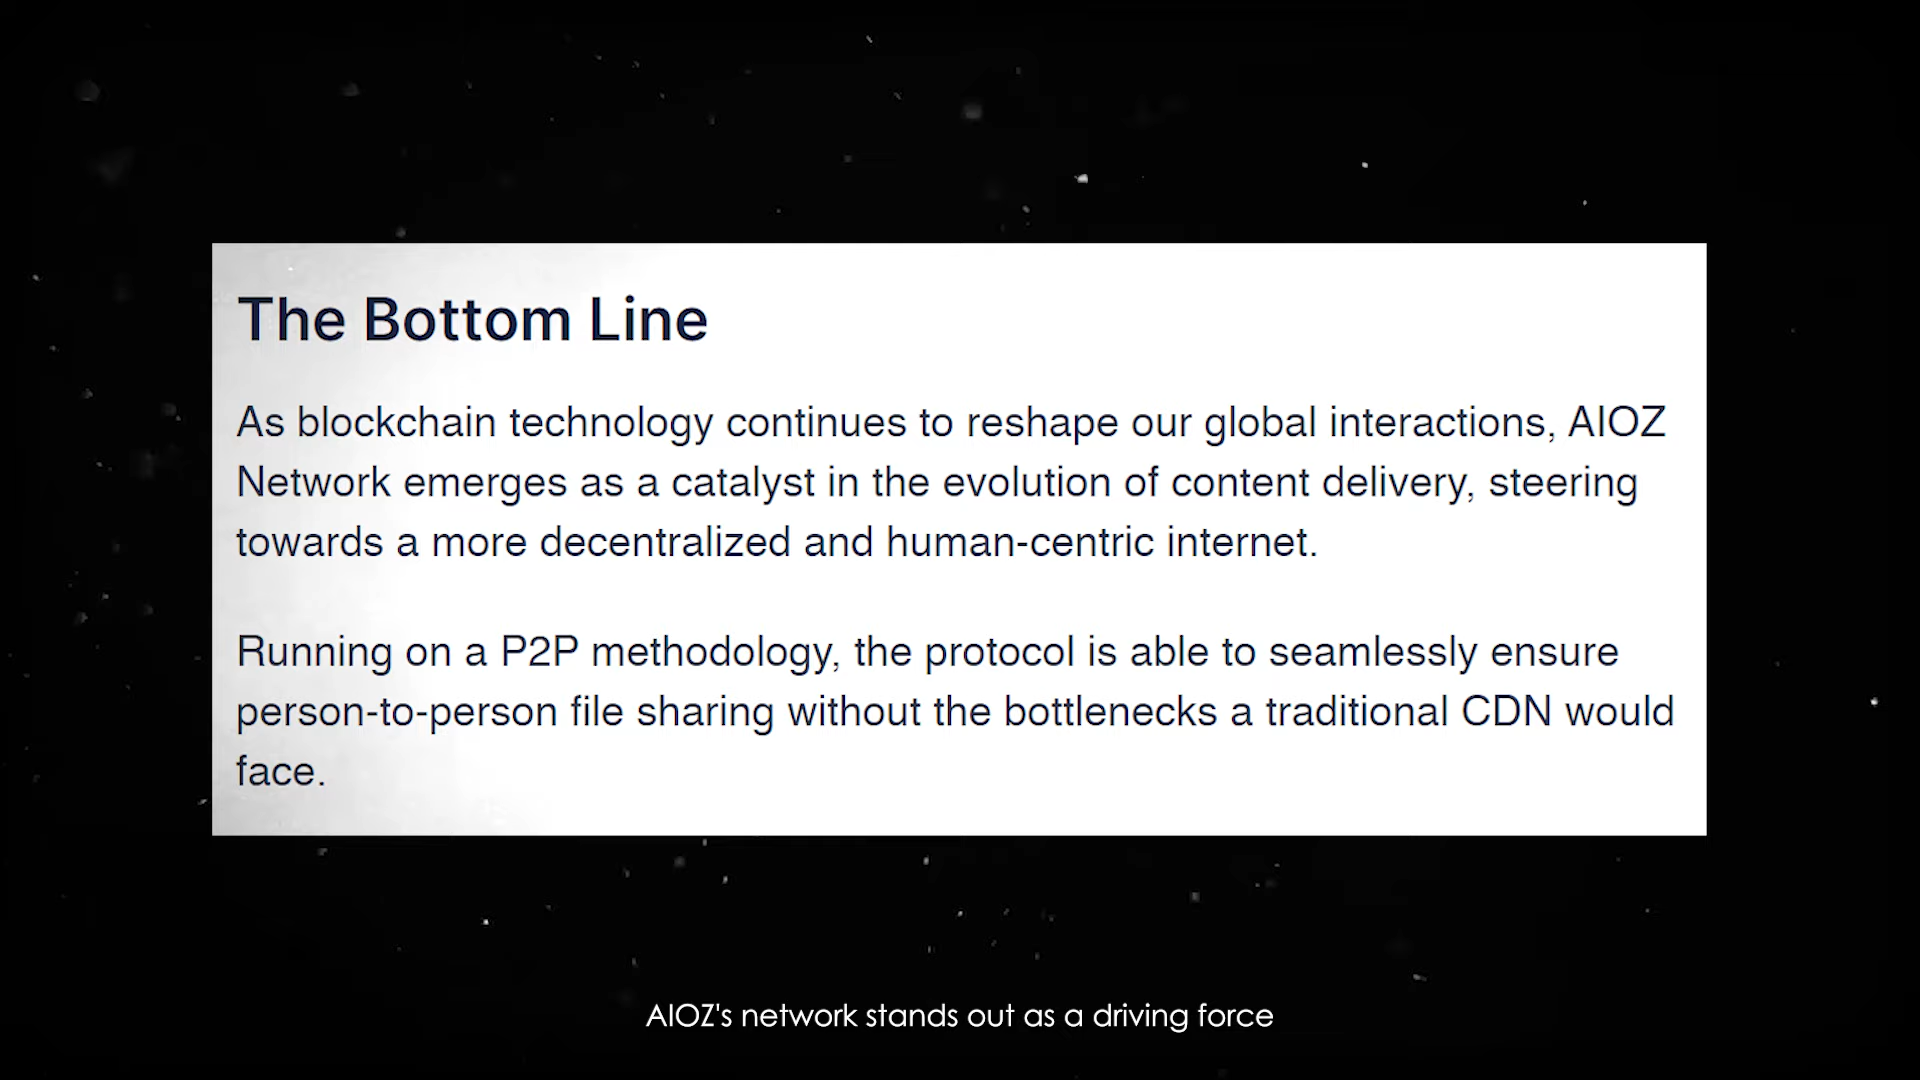 The Bottom Line
As blockchain technology continues to reshape our global interactions, AIOZ
Network emerges as a catalyst in the evolution of content delivery, steering
towards a more decentralized and human-centric internet.
Running on a P2P methodology, the protocol is able to seamlessly ensure
person-to-person file sharing without the bottlenecks a traditional CDN would
face.
AIOZ's network stands out as a driving force